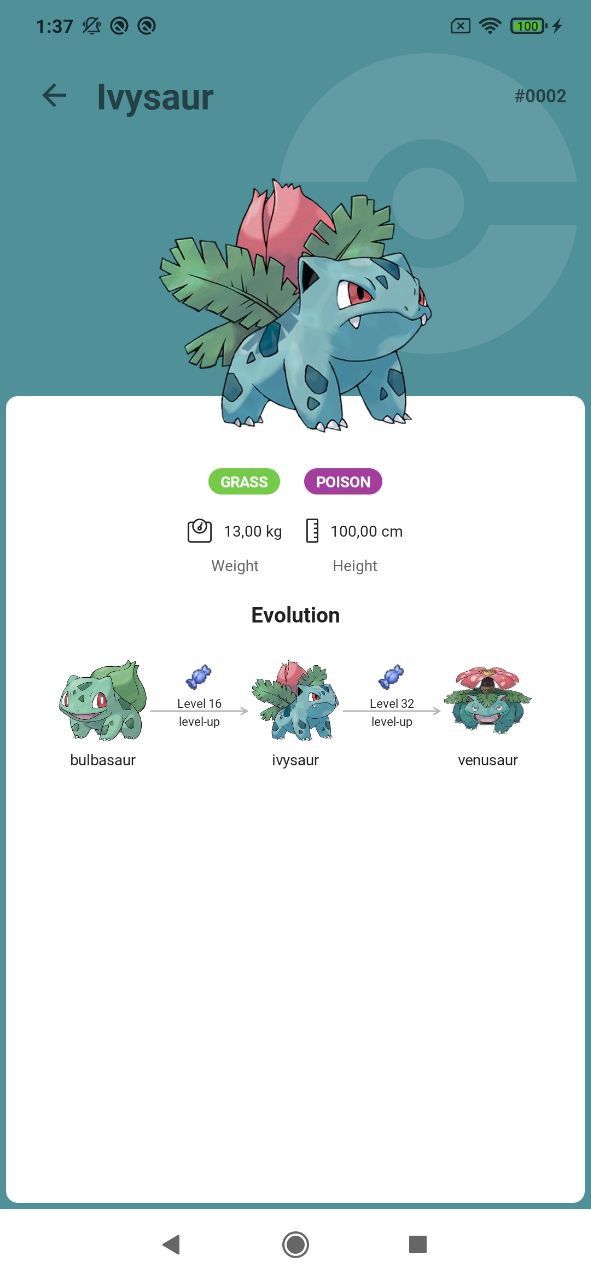 1:37
100
Ivysaur
#0002
GRASS POISON
13,00 kg 100,00 cm
Weight Height
Evolution
Level 16 Level 32
level-up level-up
bulbasaur ivysaur venusaur